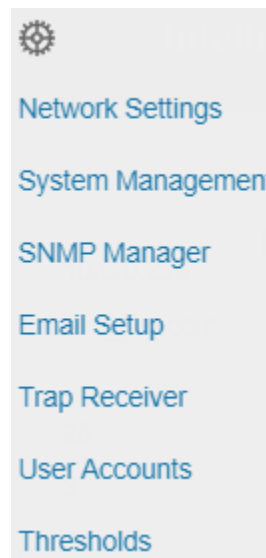 Network Settings
System Managemen
SNMP Manager
Email Setup
Trap Receiver
User Accounts
Thresholds